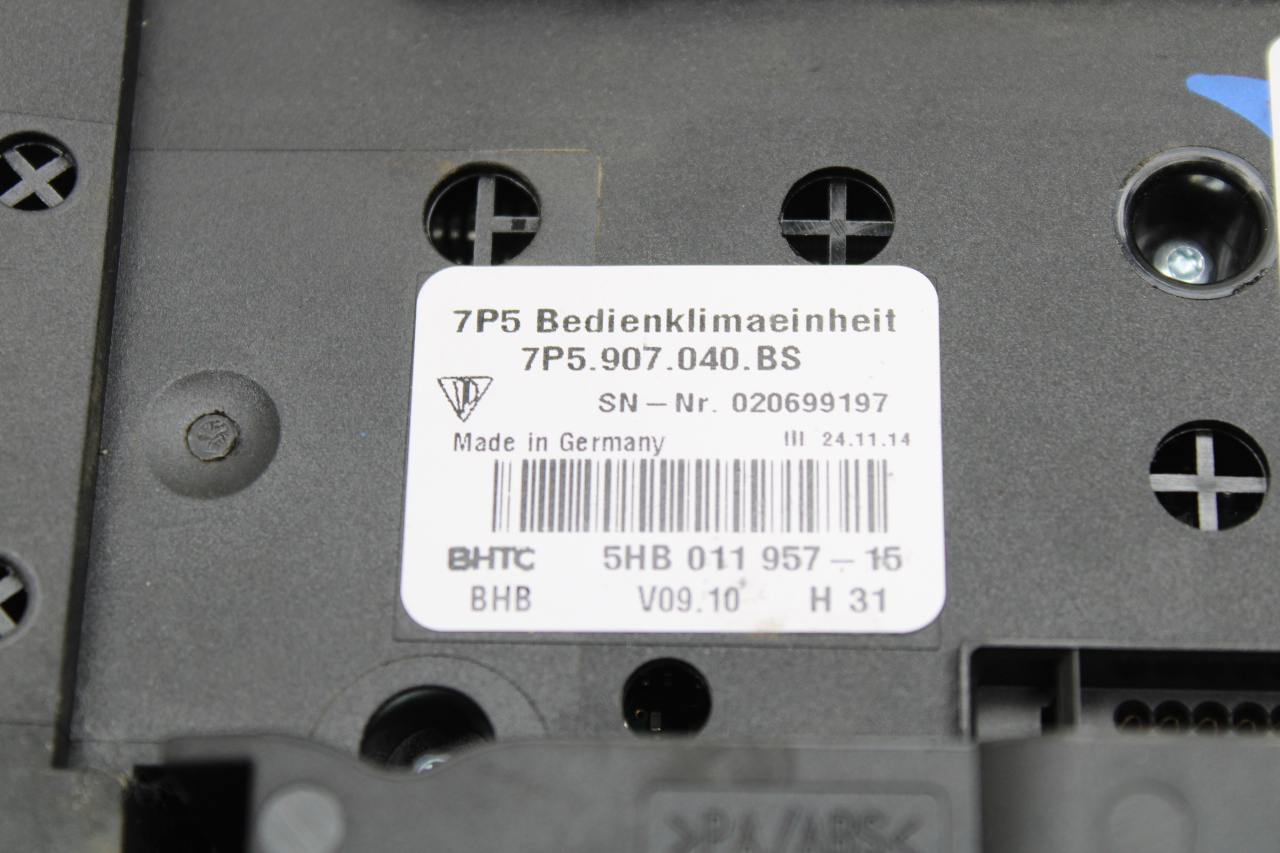 7P5 Bedienklimaeinheit
7P5.907.040.BS
SN-Nr. 020699197
Made in Germany III 24.11.14
BHTC 5HB 011 957-15
BHB V09.10 H 31
>PA/ABS<